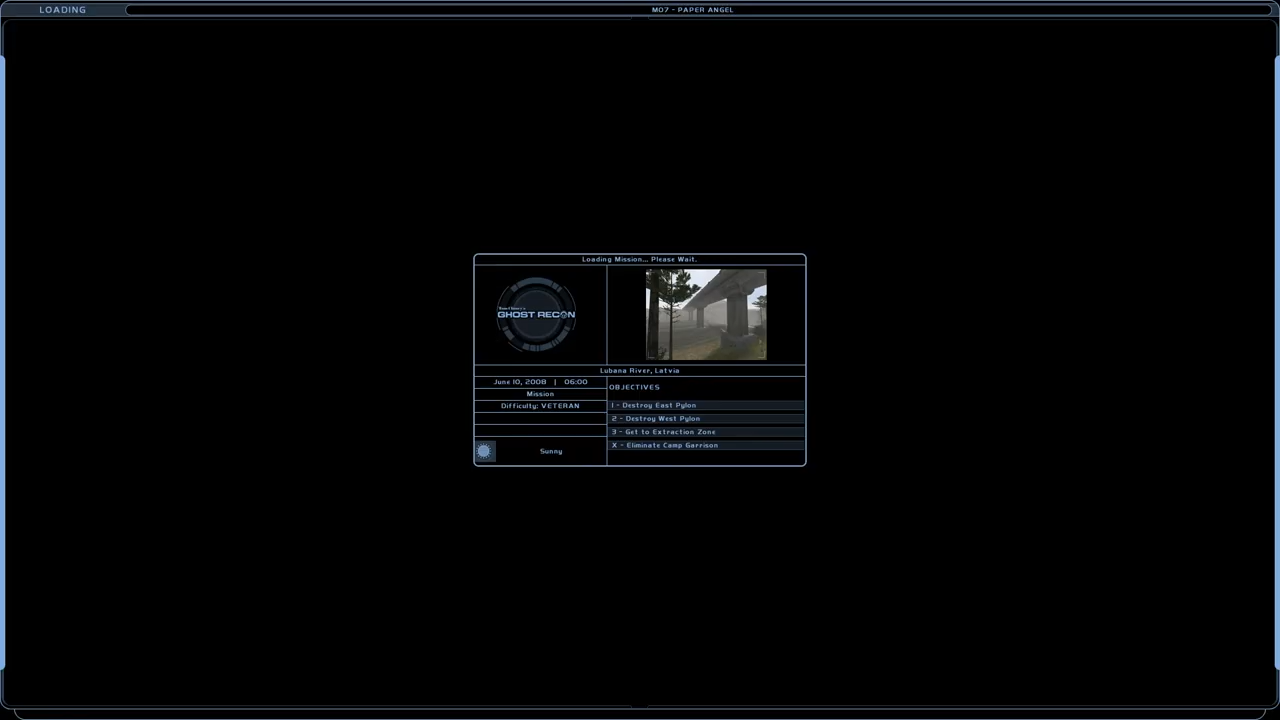 LOADING
M07 - PAPER ANGEL
Loading Mission... Please Wait.
Tom Clancy's
GHOST RECON
Lubana River, Latvia
June 10, 2008 | 06:00
Mission
Difficulty: VETERAN
Sunny
OBJECTIVES
1 - Destroy East Pylon
2 - Destroy West Pylon
3 - Get to Extraction Zone
X - Eliminate Camp Garrison